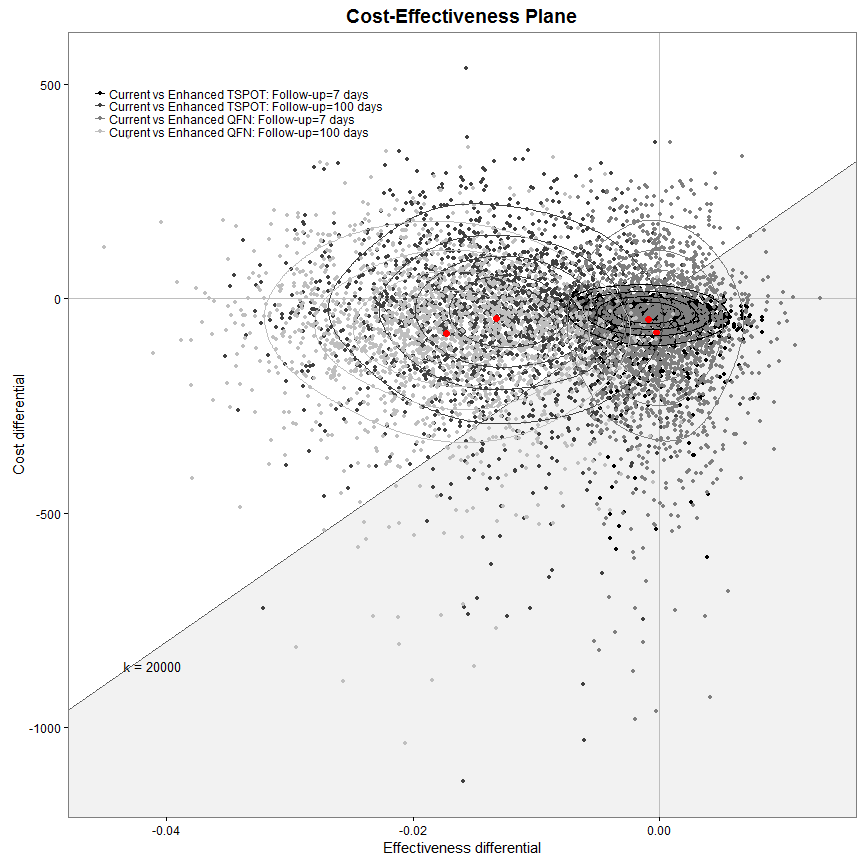 Cost-Effectiveness Plane
500
Current vs Enhanced TSPOT: Follow-up=7 days
Current vs Enhanced TSPOT: Follow-up=100 days
Current vs Enhanced QFN: Follow-up=7 days
Current vs Enhanced QFN: Follow-up=100 days
0
Cost differential
-500
k = 20000
-1000
-0.04
-0.02
0.00
Effectiveness differential